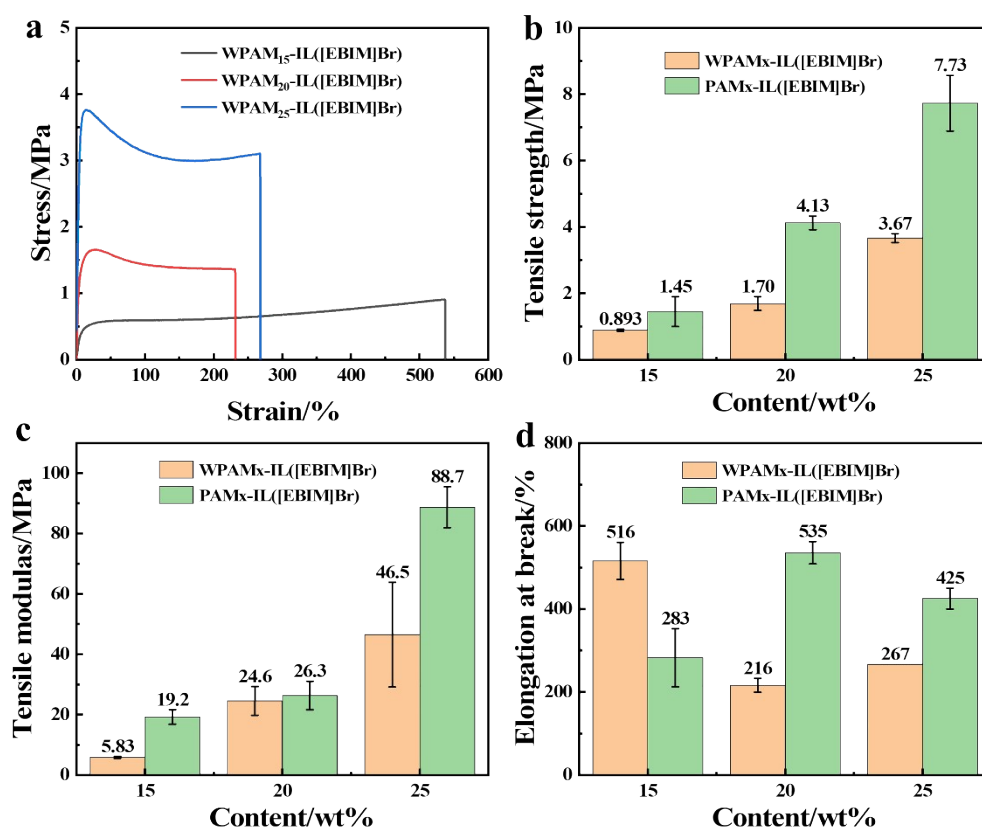 a
5
4
3
2
1
0
Stress/MPa
WPAM₁₅-IL([EBIM]Br)
WPAM₂₀-IL([EBIM]Br)
WPAM₂₅-IL([EBIM]Br)
0 100 200 300 400 500 600
Strain/%
b
10
8
6
4
2
0
Tensile strength/MPa
WPAMx-IL([EBIM]Br)
PAMx-IL([EBIM]Br)
0.893 1.45 1.70 4.13 3.67 7.73
15 20 25
Content/wt%
c
100
80
60
40
20
0
Tensile modulas/MPa
WPAMx-IL([EBIM]Br)
PAMx-IL([EBIM]Br)
5.83 19.2 24.6 26.3 46.5 88.7
15 20 25
Content/wt%
d
800
600
400
200
0
Elongation at break/%
WPAMx-IL([EBIM]Br)
PAMx-IL([EBIM]Br)
516 283 216 535 267 425
15 20 25
Content/wt%